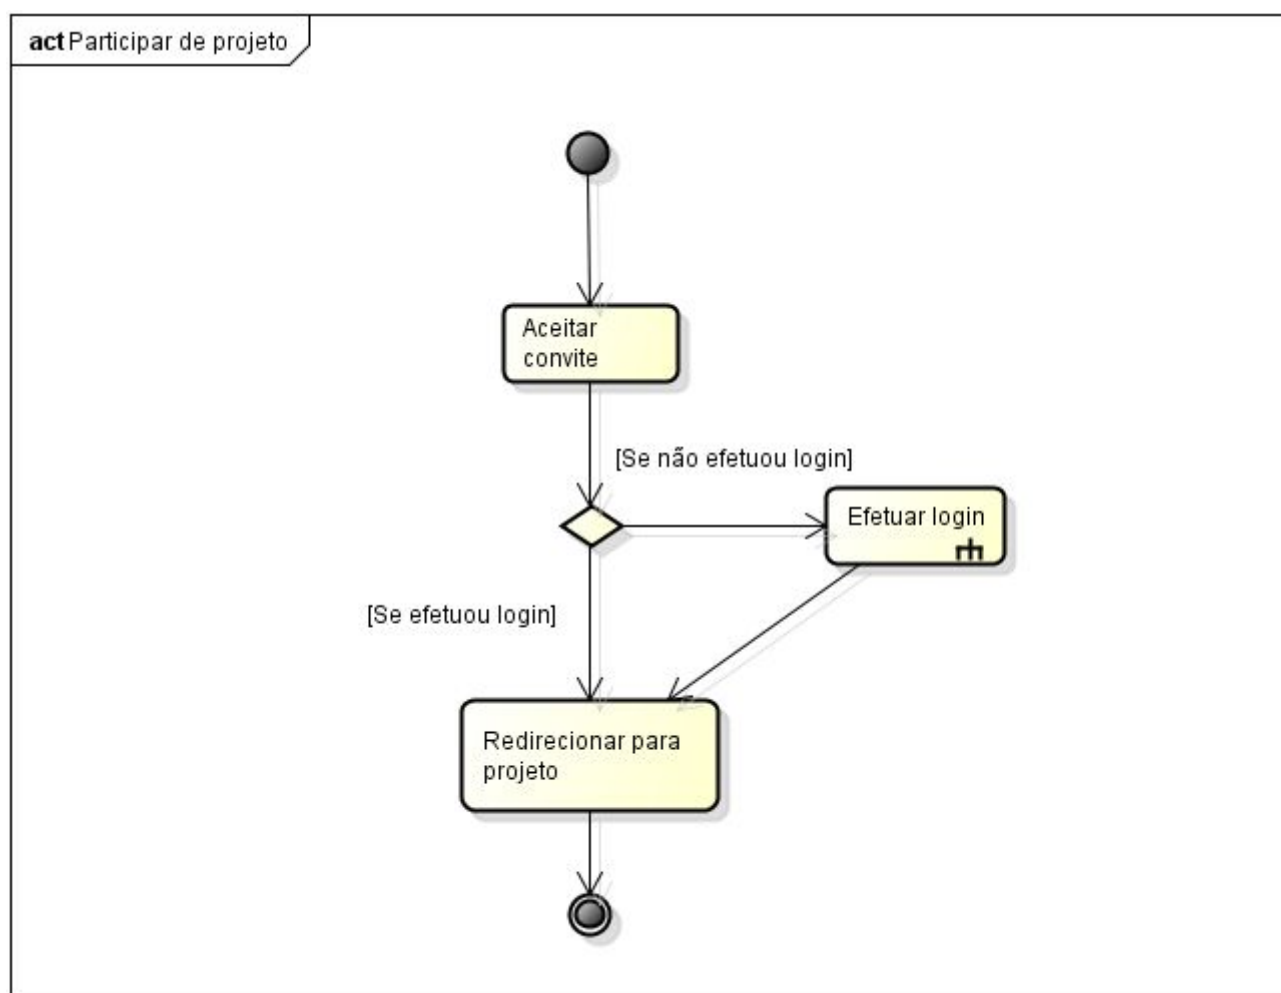 act Participar de projeto
Aceitar
convite
[Se não efetuou login]
Efetuar login
[Se efetuou login]
Redirecionar para
projeto